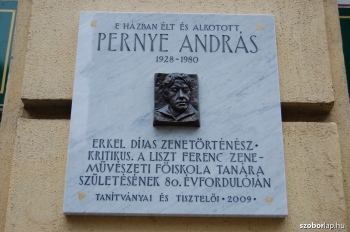 E HÁZBAN ÉLT ÉS ALKOTOTT
PERNYE ANDRÁS
1928-1980
ERKEL DÍJAS ZENETÖRTÉNÉSZ-
KRITIKUS. A LISZT FERENC ZENE-
MŰVÉSZETI FŐISKOLA TANÁRA
SZÜLETÉSÉNEK 80. ÉVFORDULÓJÁN
TANÍTVÁNYAI ÉS TISZTELŐI •2009•
szoborlap.hu